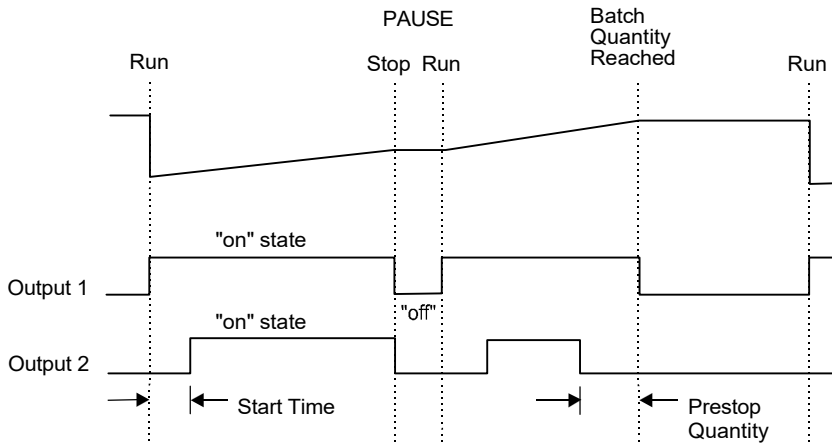 PAUSE
Batch
Quantity
Reached
Run
Stop
Run
Run
"on" state
Output 1
"off"
"on" state
Output 2
Start Time
Prestop
Quantity